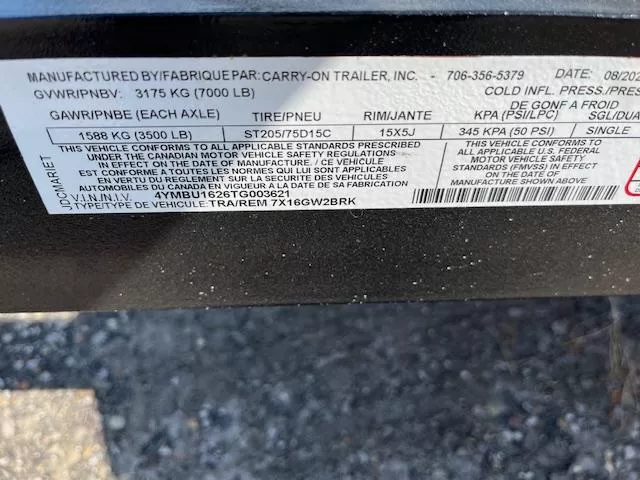 MANUFACTURED BY/FABRIQUE PAR: CARRY-ON TRAILER, INC. - 706-356-5379 DATE: 08/202
GVWR/PNBV: 3175 KG (7000 LB) COLD INFL. PRESS/PRES
DE GONF A FROID
GAWR/PNBE (EACH AXLE) TIRE/PNEU RIM/JANTE KPA (PSI/LPC) SGL/DUA
1588 KG (3500 LB) ST205/75D15C 15X5J 345 KPA (50 PSI) SINGLE
THIS VEHICLE CONFORMS TO ALL APPLICABLE STANDARDS PRESCRIBED
UNDER THE CANADIAN MOTOR VEHICLE SAFETY REGULATIONS
IN EFFECT ON THE DATE OF MANUFACTURE. / CE VEHICULE
EST CONFORME A TOUTES LES NORMES QUI LUI SONT
APPLICABLES EN VERTU DU REGLEMENT SUR LA SECURITE DES VEHICULES
AUTOMOBILES DU CANADA EN VIGUEUR A LA DATE DE SA FABRICATION
THIS VEHICLE CONFORMS TO ALL
APPLICABLE U.S. FEDERAL
MOTOR VEHICLE SAFETY
STANDARDS (FMVSS) IN EFFECT
ON THE DATE OF MANUFACTURE
SHOWN ABOVE.
JDOMARIET
V.I.N./N.I.V. 4YMBU1626TG003621
TYPE/TYPE DE VEHICULE: TRA/REM 7X16GW2BRK